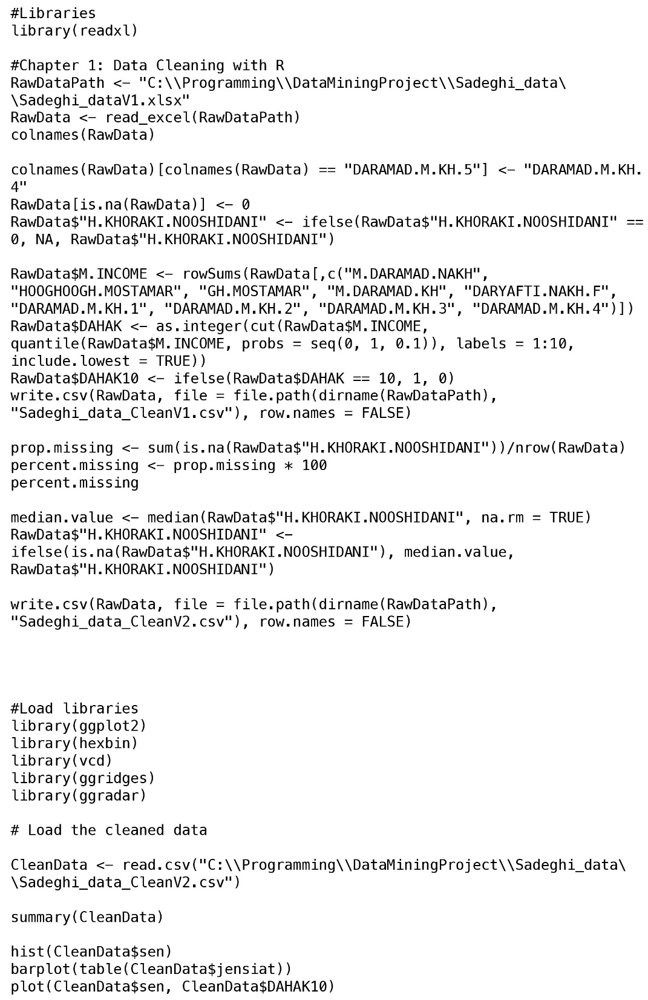 #Libraries
library(readxl)
#Chapter 1: Data Cleaning with R
RawDataPath <- "C:\\Programming\\DataMiningProject\\Sadeghi_data\
\Sadeghi_dataV1.xlsx"
RawData <- read_excel(RawDataPath)
colnames(RawData)
colnames(RawData)[colnames(RawData) == "DARAMAD.M.KH.5"] <- "DARAMAD.M.KH.
4"
RawData[is.na(RawData)] <- 0
RawData$"H.KHORAKI.NOOSHIDANI" <- ifelse(RawData$"H.KHORAKI.NOOSHIDANI" ==
0, NA, RawData$"H.KHORAKI.NOOSHIDANI")
RawData$M.INCOME <- rowSums(RawData[,c("M.DARAMAD.NAKH",
"HOOGHOOGH.MOSTAMAR", "GH.MOSTAMAR", "M.DARAMAD.KH", "DARYAFTI.NAKH.F",
"DARAMAD.M.KH.1", "DARAMAD.M.KH.2", "DARAMAD.M.KH.3", "DARAMAD.M.KH.4")])
RawData$DAHAK <- as.integer(cut(RawData$M.INCOME,
quantile(RawData$M.INCOME, probs = seq(0, 1, 0.1)), labels = 1:10,
include.lowest = TRUE))
RawData$DAHAK10 <- ifelse(RawData$DAHAK == 10, 1, 0)
write.csv(RawData, file = file.path(dirname(RawDataPath),
"Sadeghi_data_CleanV1.csv"), row.names = FALSE)
prop.missing <- sum(is.na(RawData$"H.KHORAKI.NOOSHIDANI"))/nrow(RawData)
percent.missing <- prop.missing * 100
percent.missing
median.value <- median(RawData$"H.KHORAKI.NOOSHIDANI", na.rm = TRUE)
RawData$"H.KHORAKI.NOOSHIDANI" <-
ifelse(is.na(RawData$"H.KHORAKI.NOOSHIDANI"), median.value,
RawData$"H.KHORAKI.NOOSHIDANI")
write.csv(RawData, file = file.path(dirname(RawDataPath),
"Sadeghi_data_CleanV2.csv"), row.names = FALSE)
#Load libraries
library(ggplot2)
library(hexbin)
library(vcd)
library(ggridges)
library(ggradar)
# Load the cleaned data
CleanData <- read.csv("C:\\Programming\\DataMiningProject\\Sadeghi_data\
\Sadeghi_data_CleanV2.csv")
summary(CleanData)
hist(CleanData$sen)
barplot(table(CleanData$jensiat))
plot(CleanData$sen, CleanData$DAHAK10)